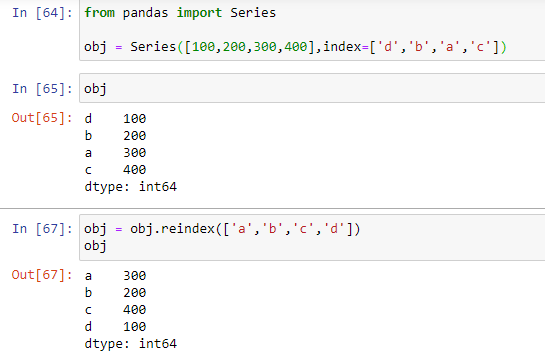 In [64]: from pandas import Series
obj = Series([100,200,300,400],index=['d','b','a','c'])
In [65]: obj
Out[65]: d    100
b    200
a    300
c    400
dtype: int64
In [67]: obj = obj.reindex(['a','b','c','d'])
obj
Out[67]: a    300
b    200
c    400
d    100
dtype: int64